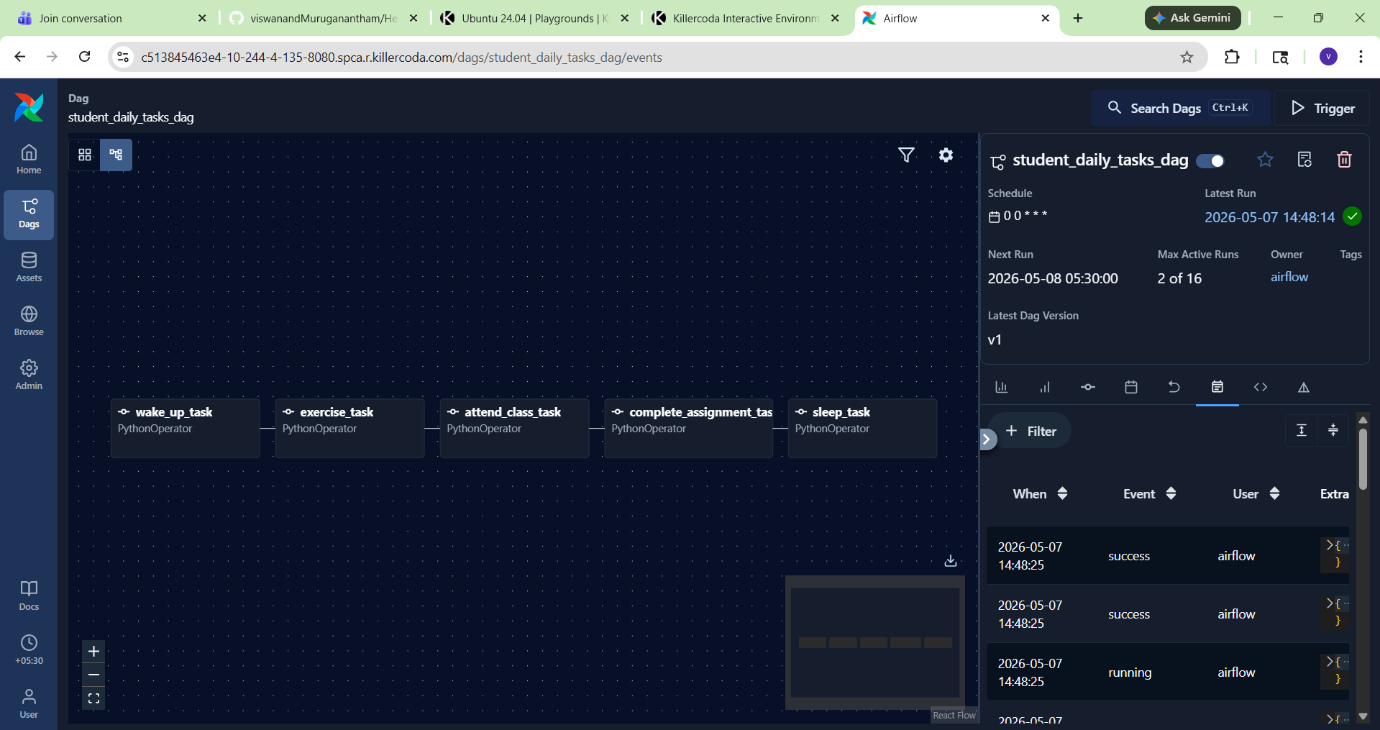 Join conversation
viswanandMuruganantham/He
Ubuntu 24.04 | Playgrounds | K
Killercoda Interactive Environm
Airflow
Ask Gemini
c513845463e4-10-244-4-135-8080.spca.r.killercoda.com/dags/student_daily_tasks_dag/events
V
Dag
student_daily_tasks_dag
Search Dags Ctrl+K
Trigger
Home
Dags
Assets
Browse
Admin
Docs
+05:30
User
wake_up_task
PythonOperator
exercise_task
PythonOperator
attend_class_task
PythonOperator
complete_assignment_tas
PythonOperator
sleep_task
PythonOperator
React Flow
student_daily_tasks_dag
Schedule
0 0 * * *
Latest Run
2026-05-07 14:48:14
Next Run
2026-05-08 05:30:00
Max Active Runs
2 of 16
Owner
airflow
Tags
Latest Dag Version
v1
+ Filter
When Event User Extra
2026-05-07
14:48:25
success airflow
{ ··
}
2026-05-07
14:48:25
success airflow
{ ··
}
2026-05-07
14:48:25
running airflow
{ ··
}
2026-05-07
{ ··